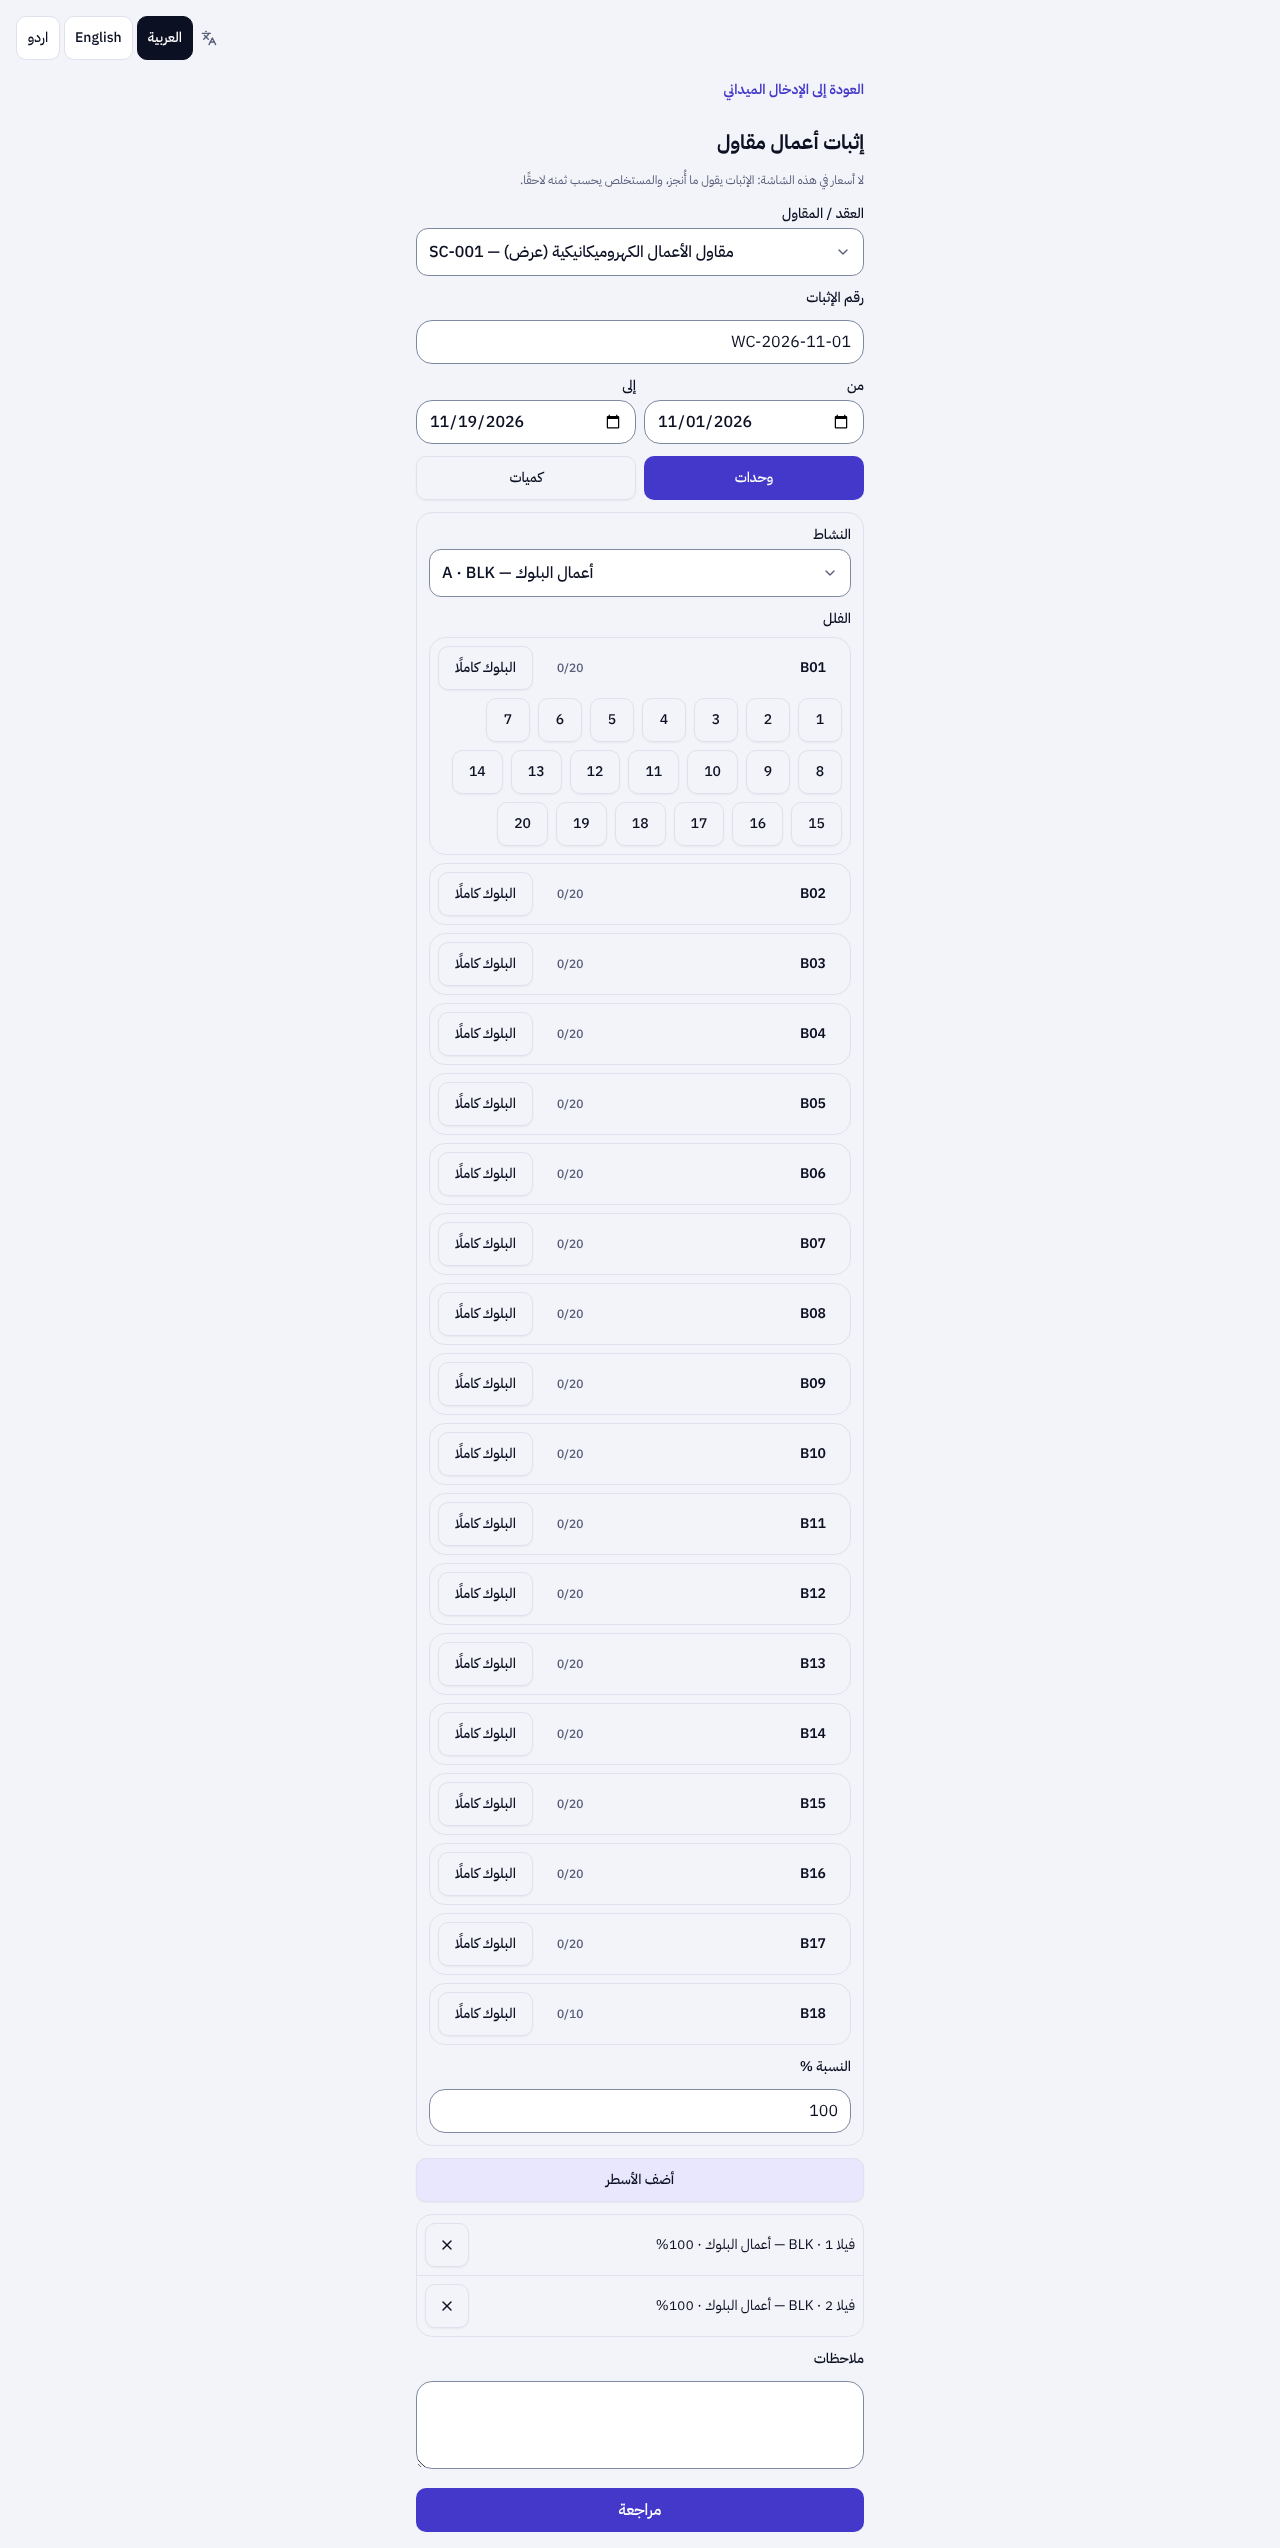 العربية
English
اردو
العودة إلى الإدخال الميداني
إثبات أعمال مقاول
لا أسعار في هذه الشاشة: الإثبات يقول ما أُنجز، والمستخلص يحسب ثمنه لاحقًا.
العقد / المقاول
SC-001 — مقاول الأعمال الكهروميكانيكية (عرض)
رقم الإثبات
WC-2026-11-01
من
إلى
11/01/2026
11/19/2026
وحدات
كميات
النشاط
A · BLK — أعمال البلوك
الفلل
B01 0/20 البلوك كاملًا
1 2 3 4 5 6 7
8 9 10 11 12 13 14
15 16 17 18 19 20
B02 0/20 البلوك كاملًا
B03 0/20 البلوك كاملًا
B04 0/20 البلوك كاملًا
B05 0/20 البلوك كاملًا
B06 0/20 البلوك كاملًا
B07 0/20 البلوك كاملًا
B08 0/20 البلوك كاملًا
B09 0/20 البلوك كاملًا
B10 0/20 البلوك كاملًا
B11 0/20 البلوك كاملًا
B12 0/20 البلوك كاملًا
B13 0/20 البلوك كاملًا
B14 0/20 البلوك كاملًا
B15 0/20 البلوك كاملًا
B16 0/20 البلوك كاملًا
B17 0/20 البلوك كاملًا
B18 0/10 البلوك كاملًا
النسبة %
100
أضف الأسطر
فيلا 1 · BLK — أعمال البلوك · 100%
فيلا 2 · BLK — أعمال البلوك · 100%
ملاحظات
مراجعة